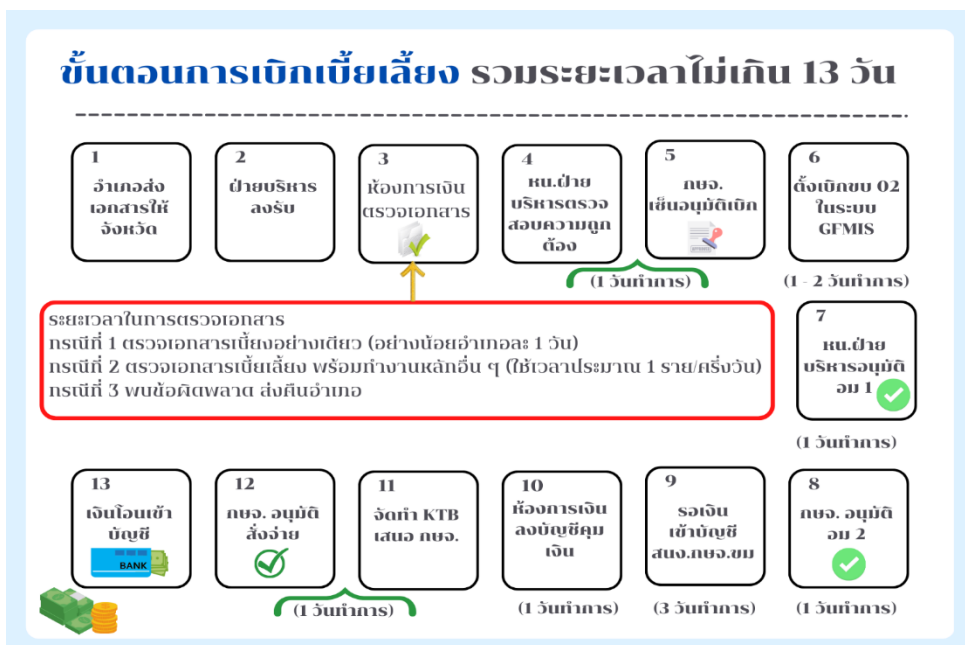 ขั้นตอนการเบิกเบี้ยเลี้ยง รวมระยะเวลาไม่เกิน 13 วัน
1
อำเภอส่ง
เอกสารให้
จังหวัด
2
ฝ่ายบริหาร
ลงรับ
3
ห้องการเงิน
ตรวจเอกสาร
4
หน.ฝ่าย
บริหารตรวจ
สอบความถูก
ต้อง
5
กษจ.
เซ็นอนุมัติเบิก
(1 วันทำการ)
6
ตั้งเบิกขบ 02
ในระบบ
GFMIS
(1 - 2 วันทำการ)
ระยะเวลาในการตรวจเอกสาร
กรณีที่ 1 ตรวจเอกสารเบี้ยงอย่างเดียว (อย่างน้อยอำเภอละ 1 วัน)
กรณีที่ 2 ตรวจเอกสารเบี้ยเลี้ยง พร้อมทำงานหลักอื่น ๆ (ใช้เวลาประมาณ 1 ราย/ครึ่งวัน)
กรณีที่ 3 พบข้อผิดพลาด ส่งคืนอำเภอ
7
หน.ฝ่าย
บริหารอนุมัติ
อม 1
(1 วันทำการ)
8
กษจ. อนุมัติ
อม 2
(1 วันทำการ)
9
รอเงิน
เข้าบัญชี
สนง.กษจ.ขม
(3 วันทำการ)
10
ห้องการเงิน
ลงบัญชีคุม
เงิน
(1 วันทำการ)
11
จัดทำ KTB
เสนอ กษจ.
12
กษจ. อนุมัติ
สั่งจ่าย
(1 วันทำการ)
13
เงินโอนเข้า
บัญชี
BANK